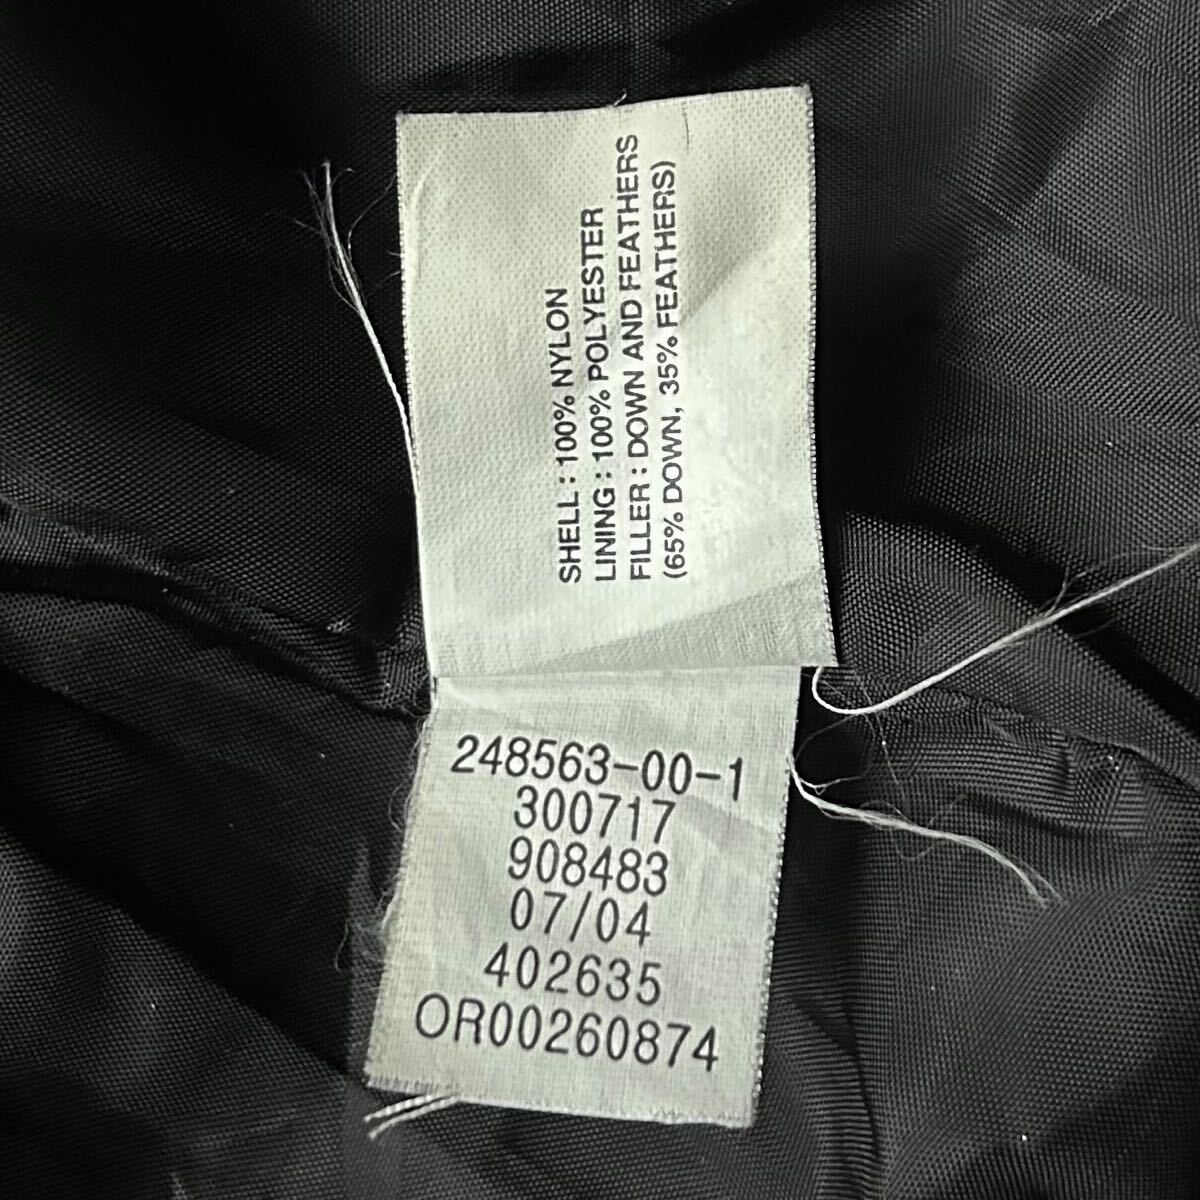 SHELL : 100% NYLON
LINING : 100% POLYESTER
FILLER : DOWN AND FEATHERS
(65% DOWN, 35% FEATHERS)
248563-00-1
300717
908483
07/04
402635
OR00260874